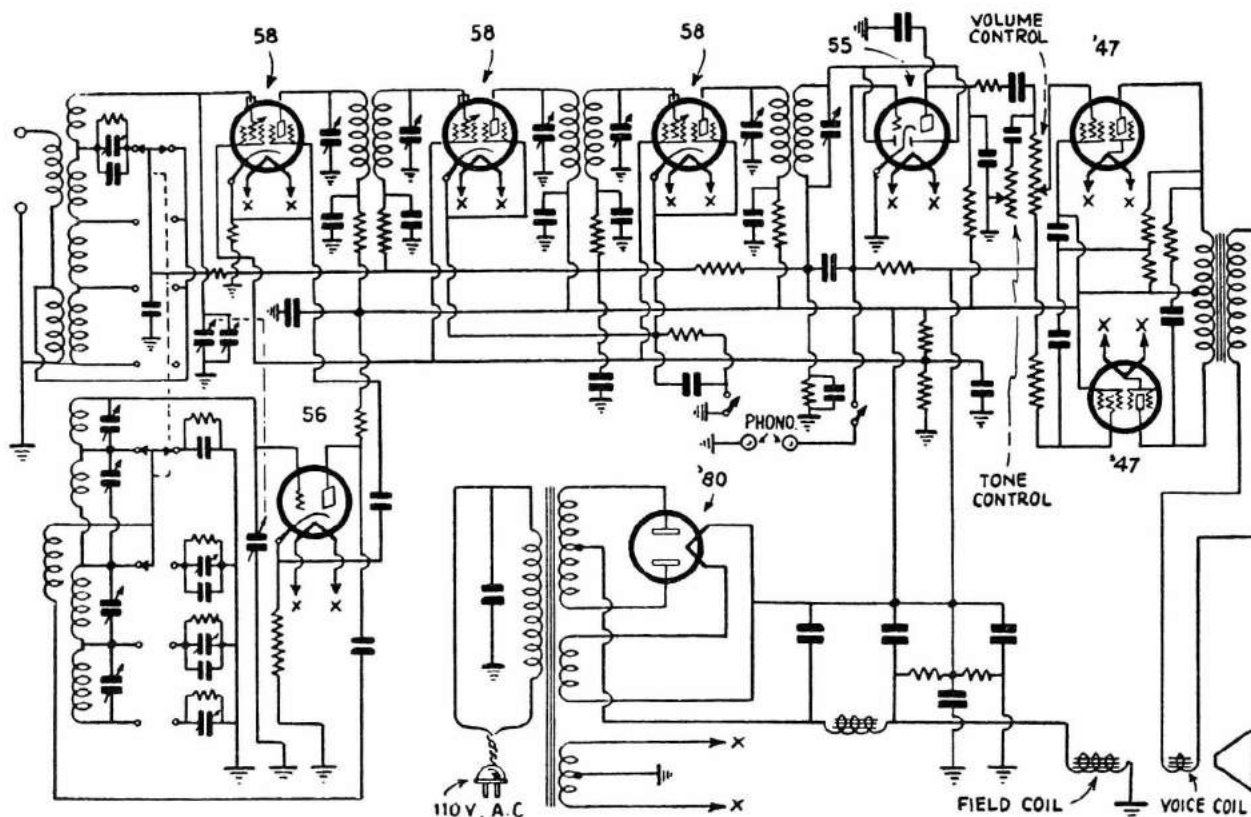 58
58
58
55
VOLUME
CONTROL
'47
X X
X X
X X
X X
X X
X X
56
PHONO.
'47
TONE
CONTROL
'80
X X
X
X
110 V. A.C
FIELD COIL
VOICE COIL